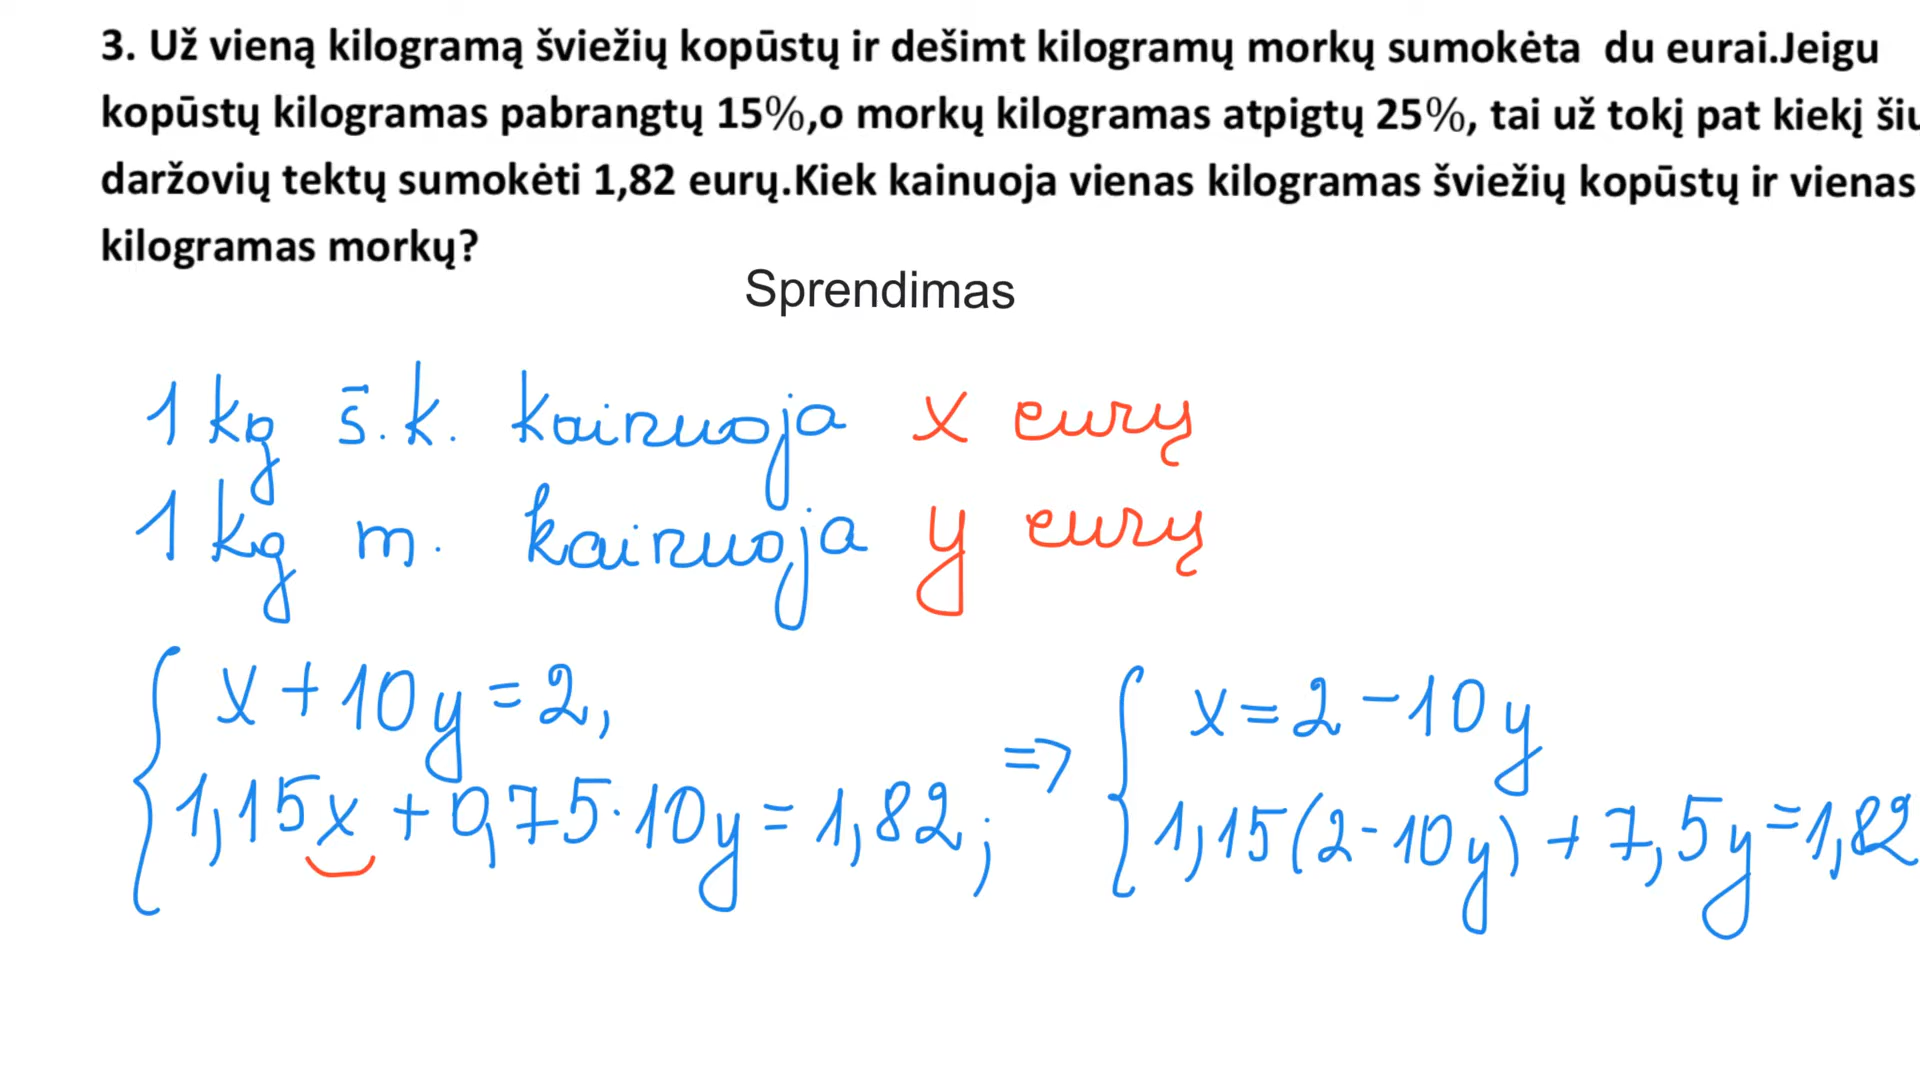 3. Už vieną kilogramą šviežių kopūstų ir dešimt kilogramų morkų sumokėta du eurai.Jeigu
kopūstų kilogramas pabrangtų 15%,o morkų kilogramas atpigtų 25%, tai už tokį pat kiekį šių
daržovių tektų sumokėti 1,82 eurų.Kiek kainuoja vienas kilogramas šviežių kopūstų ir vienas
kilogramas morkų?
Sprendimas
1 kg š.k. kainuoja x eurų
1 kg m. kainuoja y eurų
x + 10y = 2,
1,15x + 0,75·10y = 1,82;
=>
x = 2 - 10y
1,15(2-10y) + 7,5y = 1,82